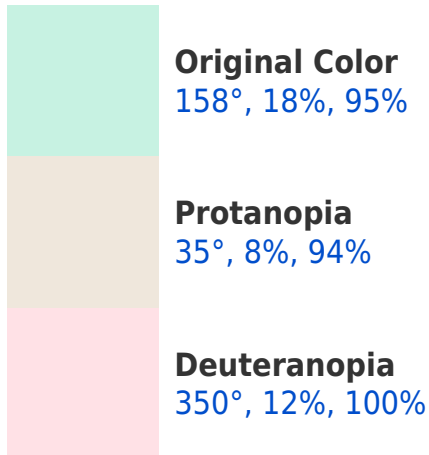 Original Color
158°, 18%, 95%
Protanopia
35°, 8%, 94%
Deuteranopia
350°, 12%, 100%